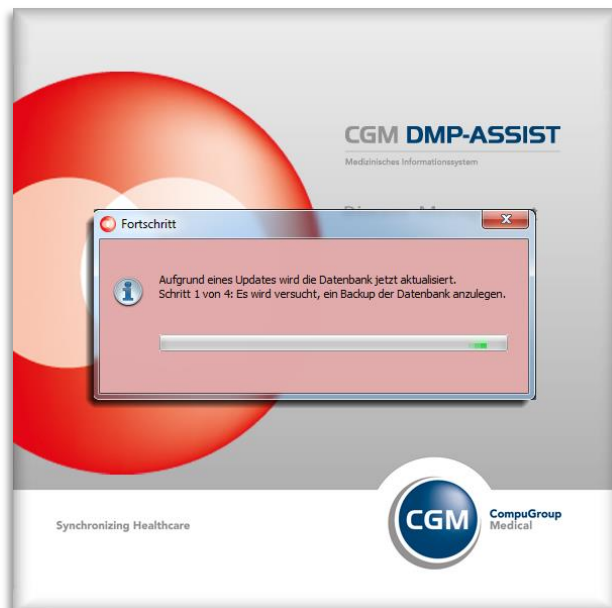 CGM DMP-ASSIST
Medizinisches Informationssystem
Fortschritt
Aufgrund eines Updates wird die Datenbank jetzt aktualisiert.
Schritt 1 von 4: Es wird versucht, ein Backup der Datenbank anzulegen.
Synchronizing Healthcare
CGM
CompuGroup
Medical